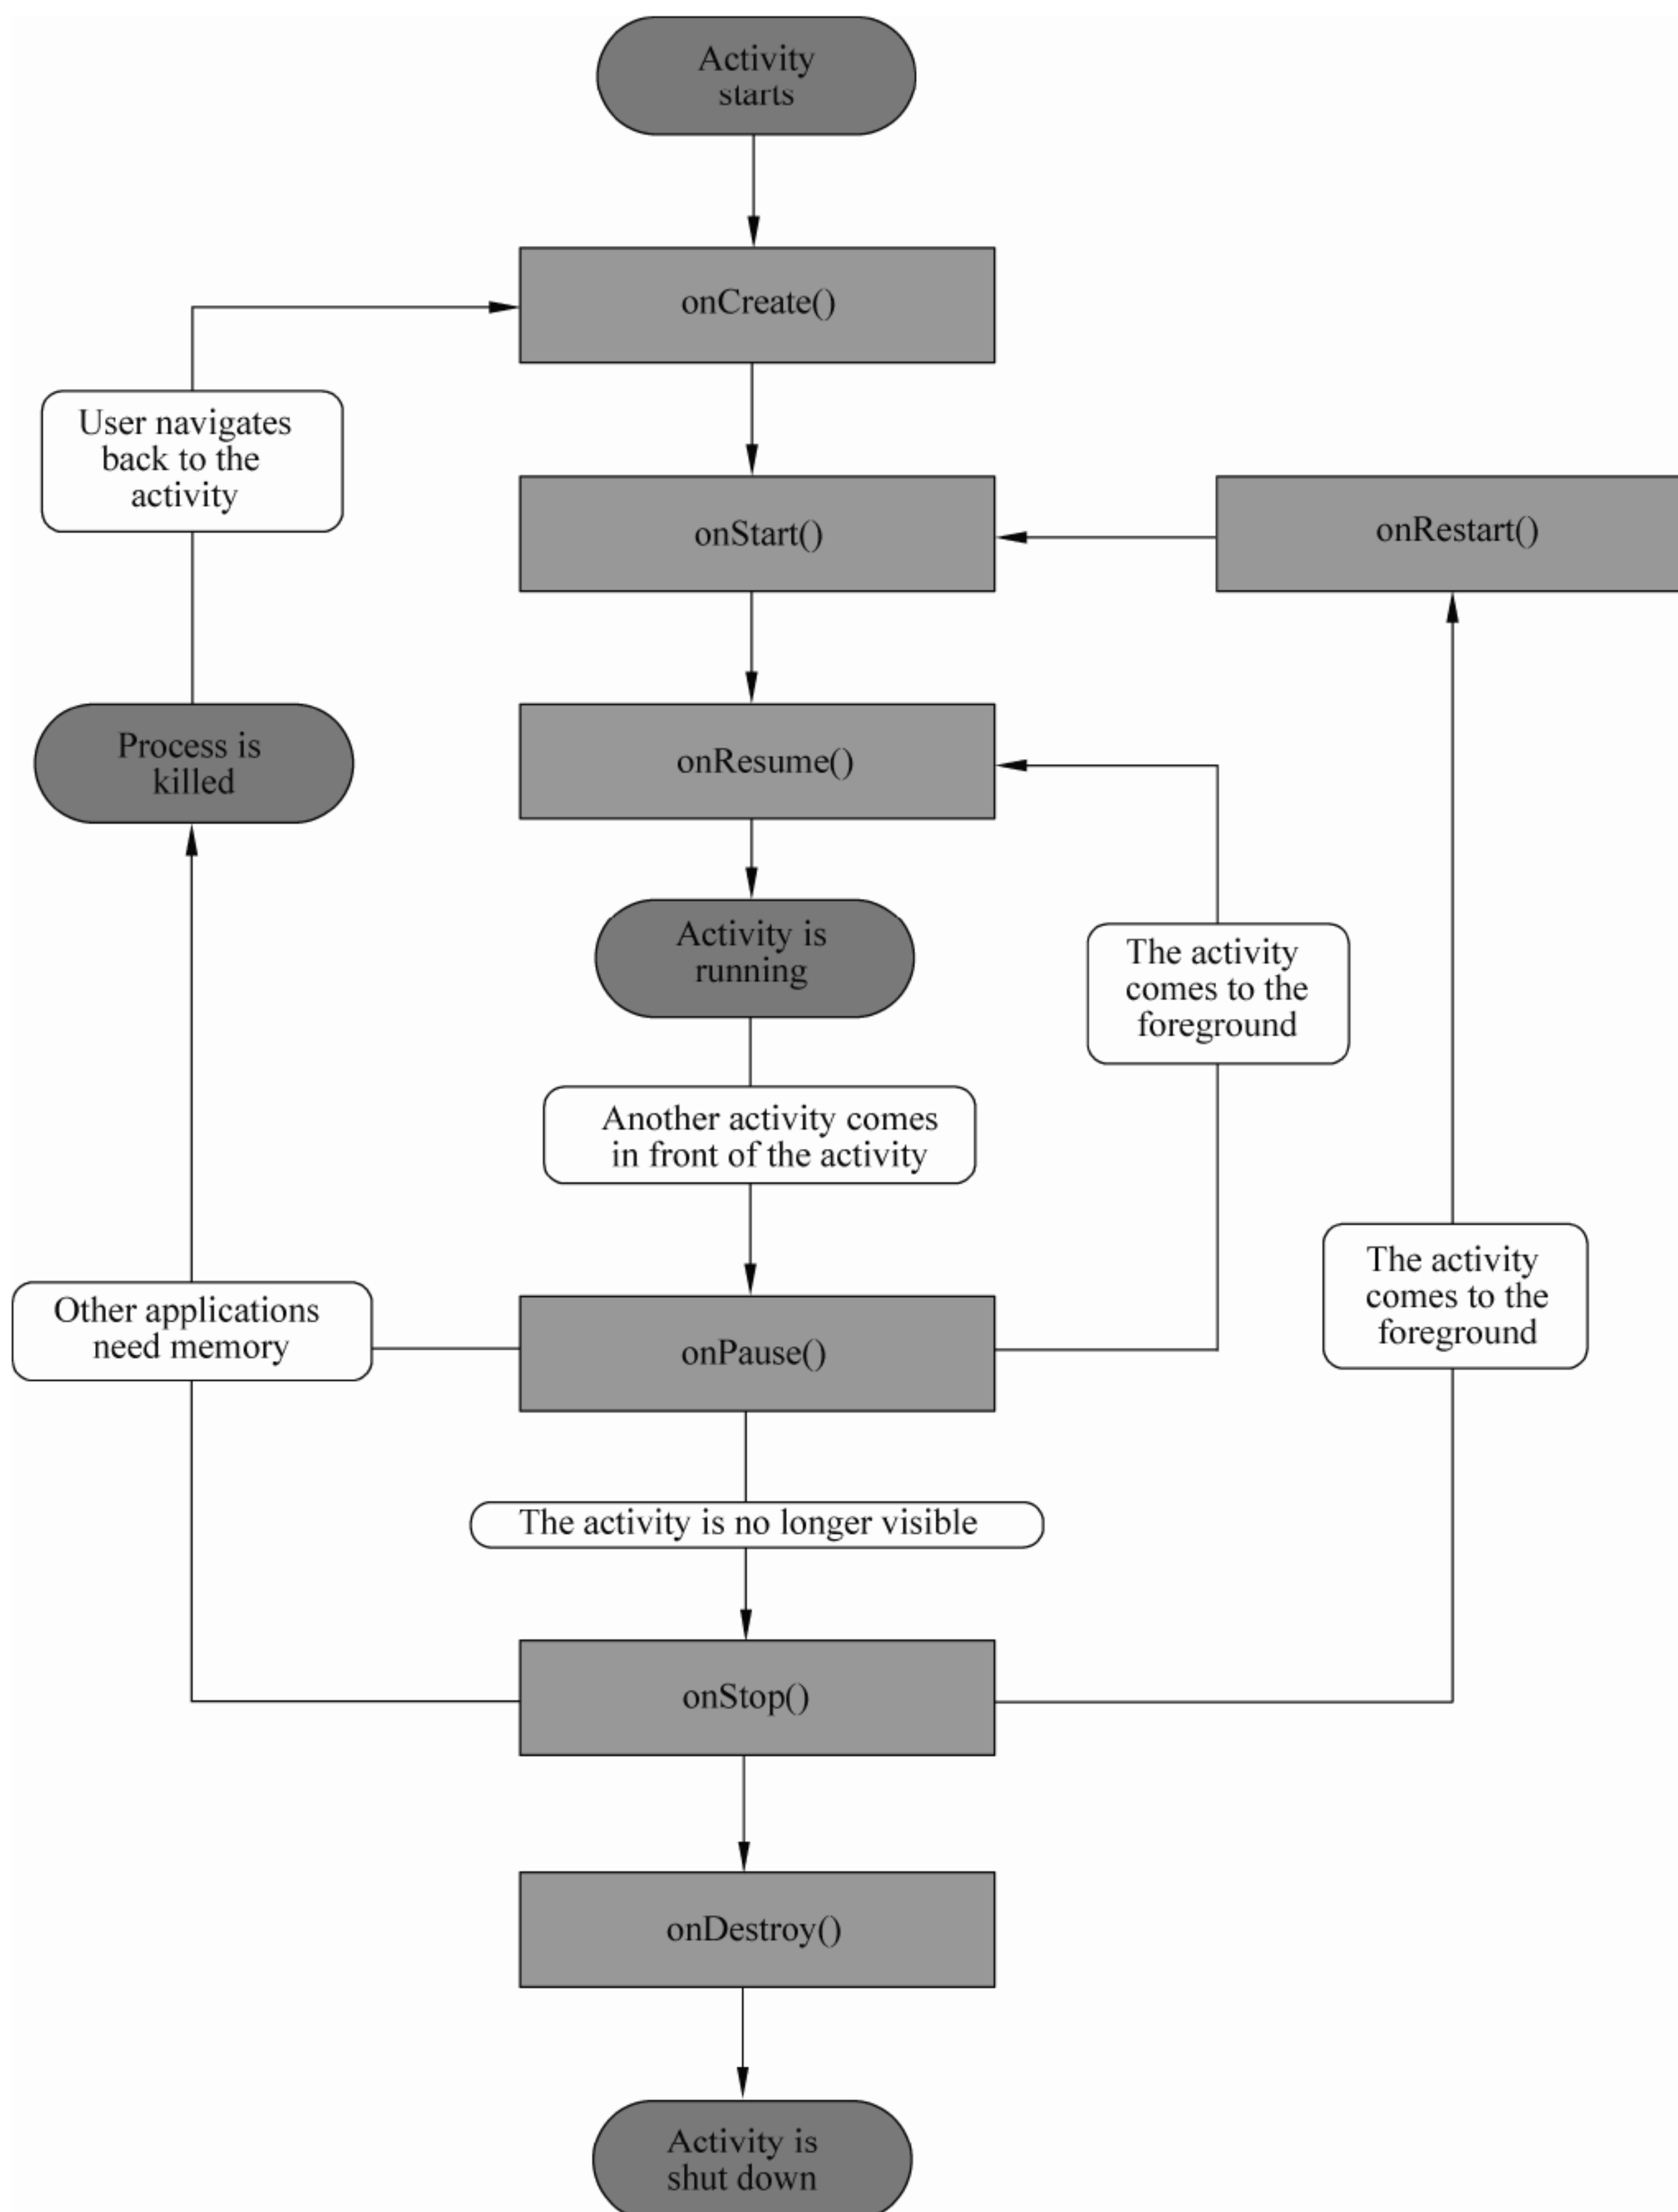 Activity
starts
onCreate()
User navigates
back to the
activity
onStart()
onRestart()
Process is
killed
onResume()
Activity is
running
The activity
comes to the
foreground
Another activity comes
in front of the activity
The activity
comes to the
foreground
Other applications
need memory
onPause()
The activity is no longer visible
onStop()
onDestroy()
Activity is
shut down